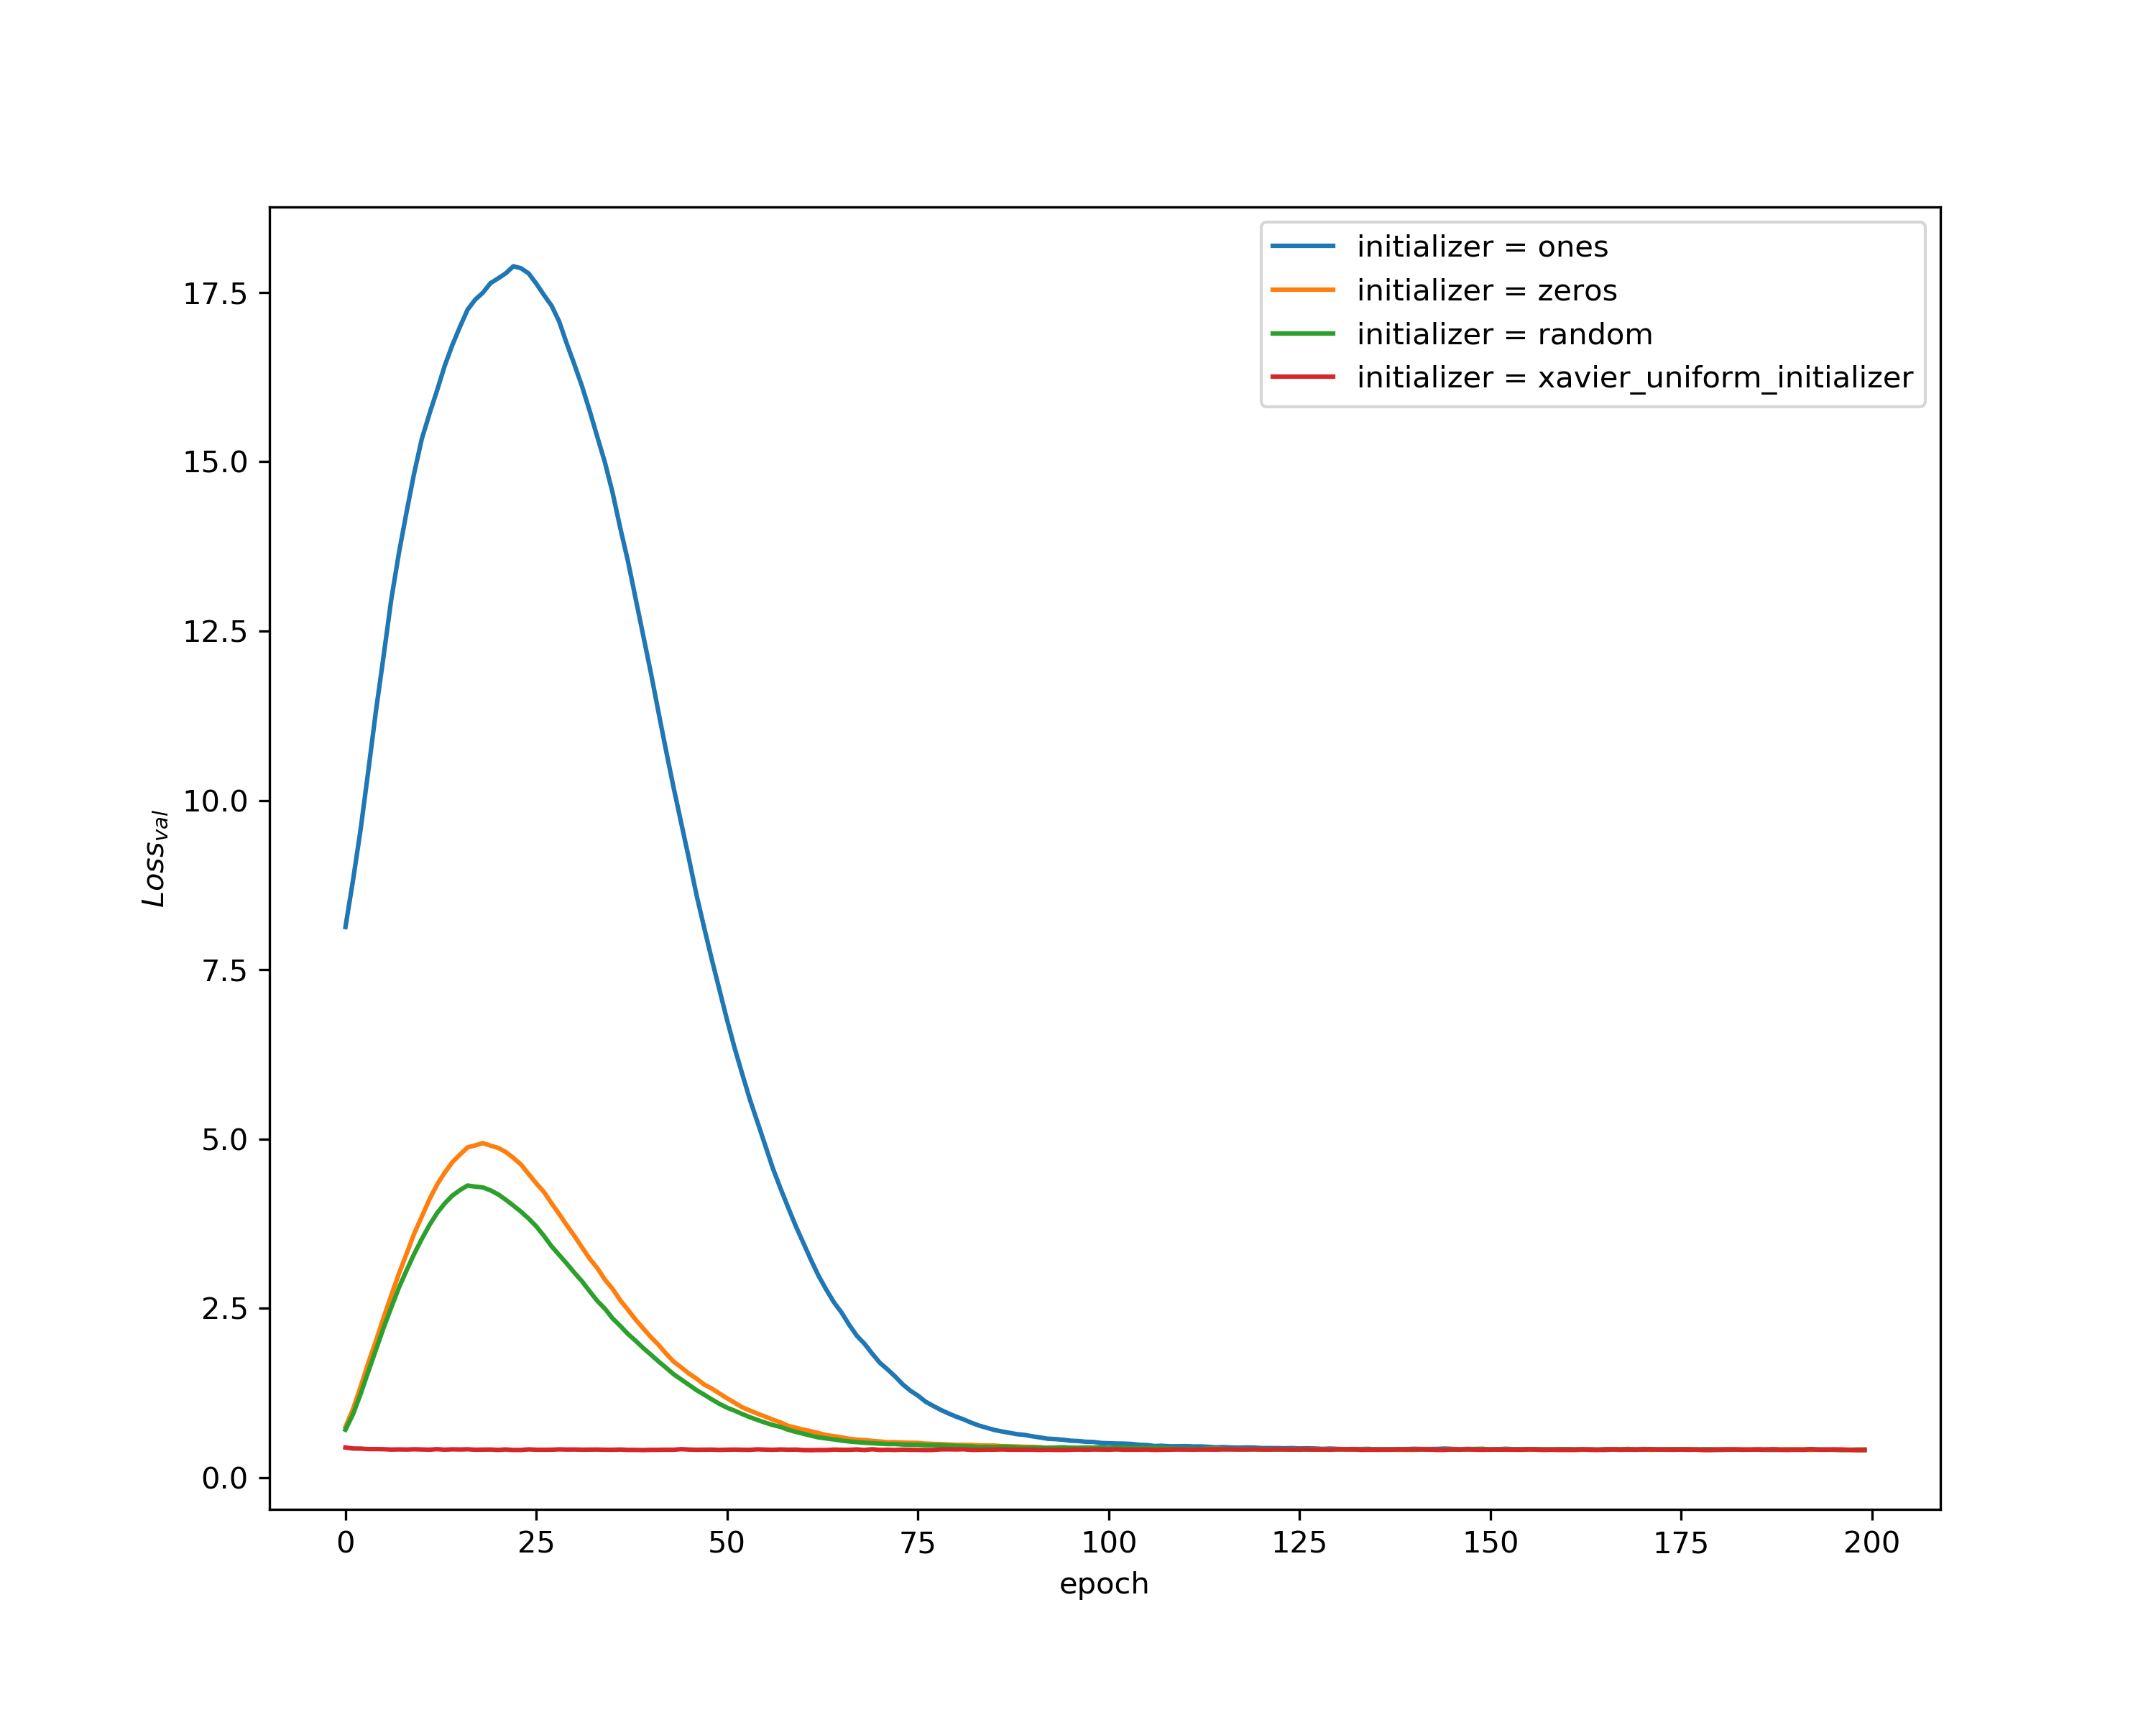 initializer = ones
initializer = zeros
initializer = random
initializer = xavier_uniform_initializer
17.5
15.0
12.5
10.0
7.5
5.0
2.5
0.0
Loss_val
0 25 50 75 100 125 150 175 200
epoch